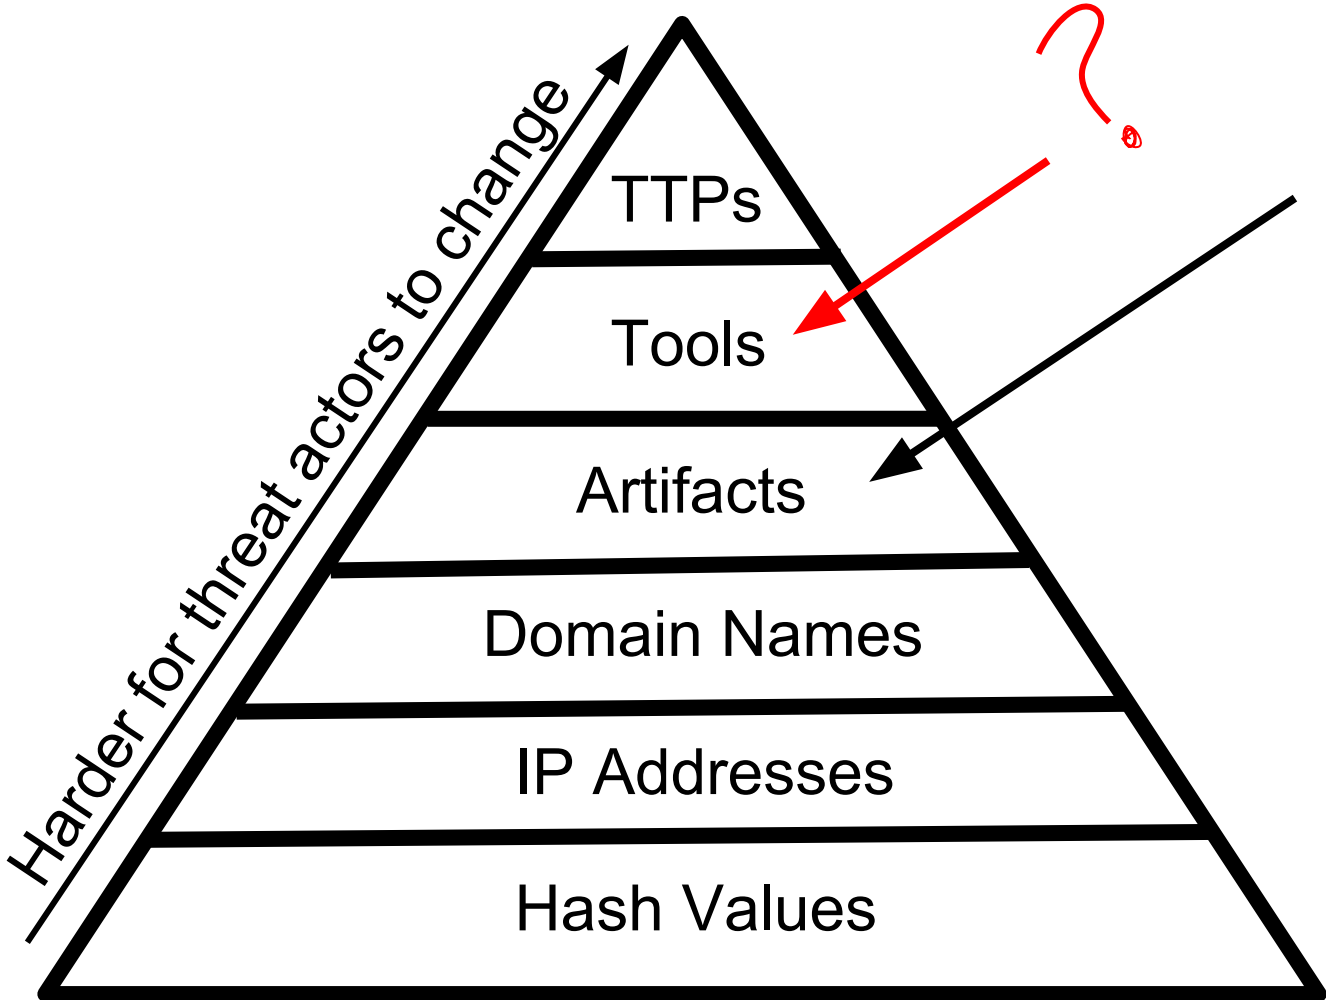 ?
TTPs
Tools
Artifacts
Domain Names
IP Addresses
Hash Values
Harder for threat actors to change